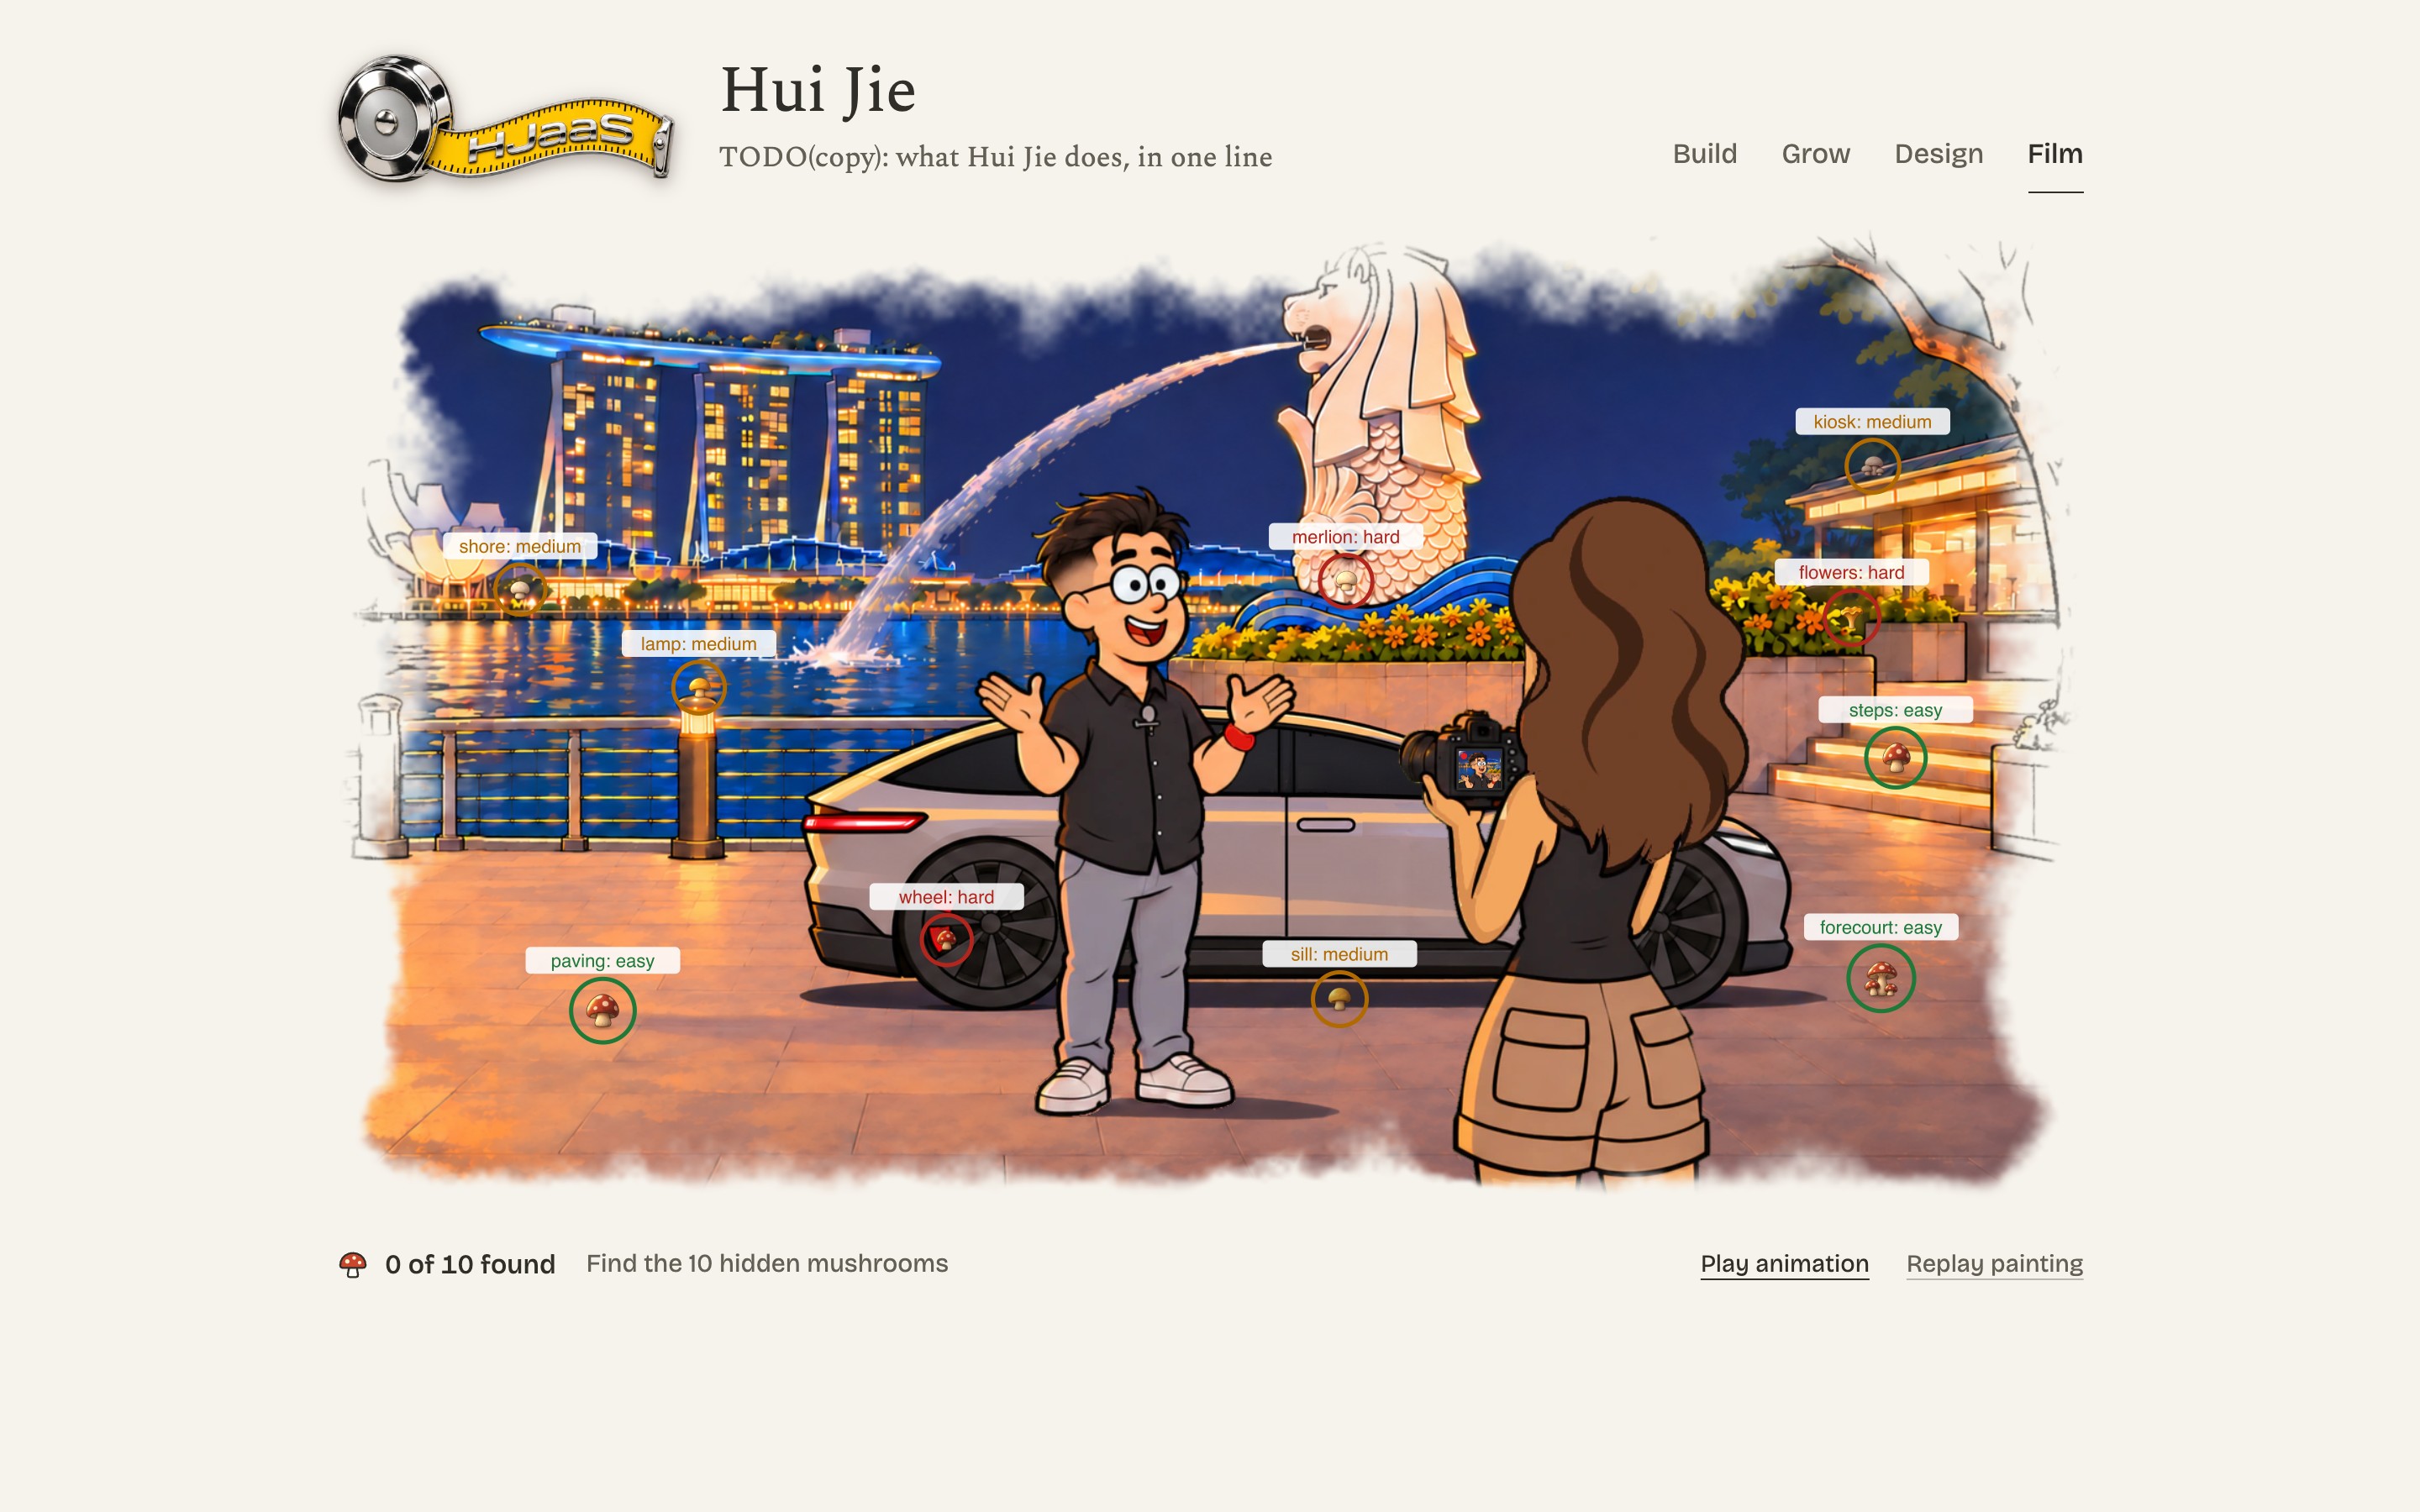 HJaaS
Hui Jie
TODO(copy): what Hui Jie does, in one line
Build
Grow
Design
Film
kiosk: medium
merlion: hard
shore: medium
flowers: hard
lamp: medium
steps: easy
wheel: hard
forecourt: easy
sill: medium
paving: easy
0 of 10 found
Find the 10 hidden mushrooms
Play animation
Replay painting